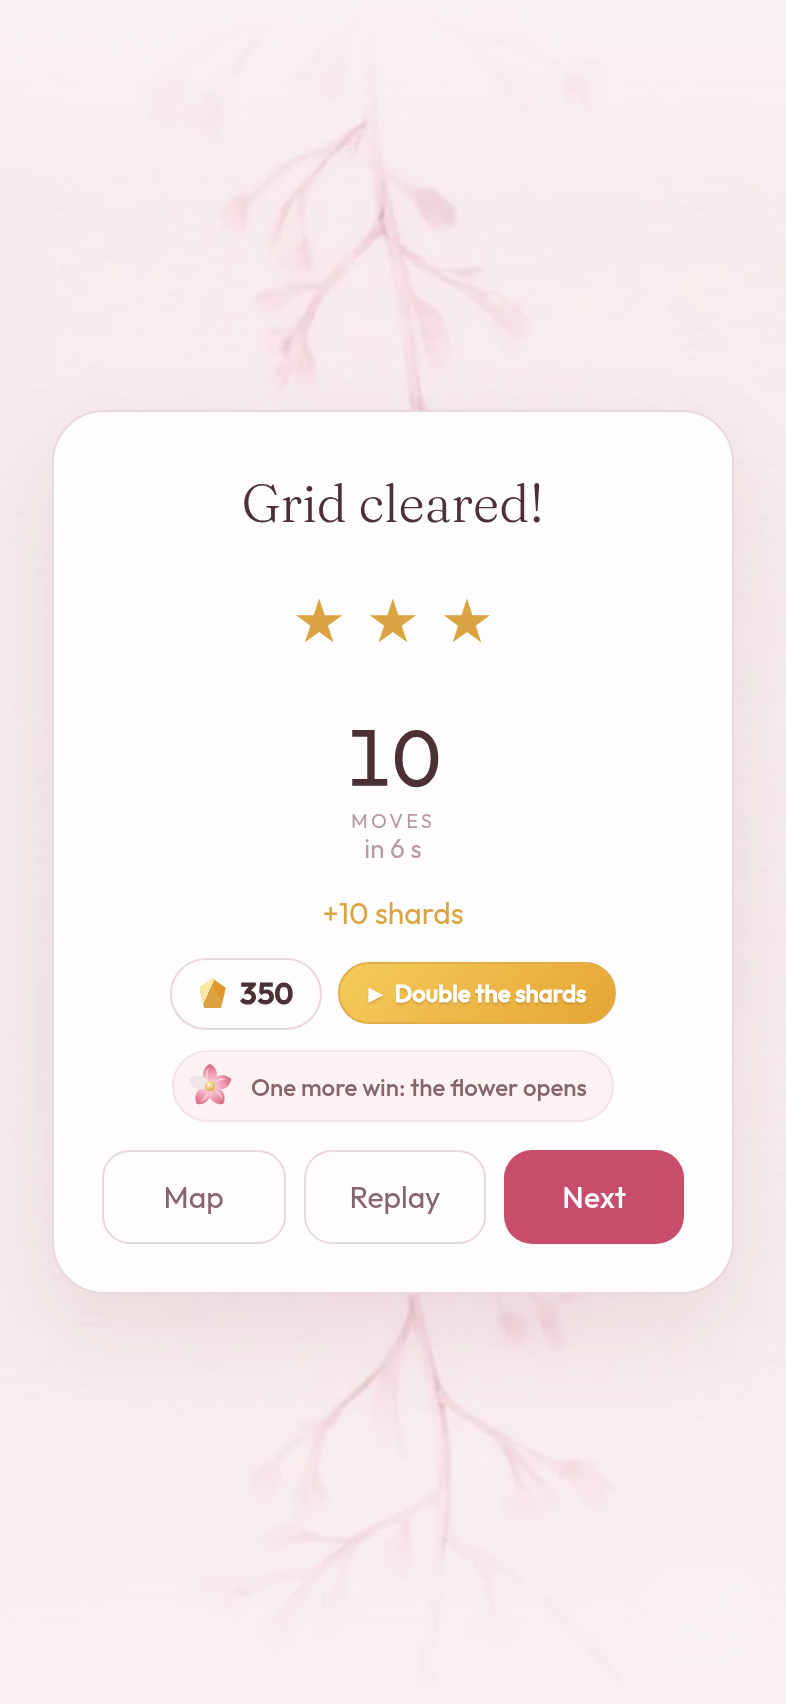 Grid cleared!
★ ★ ★
10
MOVES
in 6 s
+10 shards
350
▶ Double the shards
One more win: the flower opens
Map
Replay
Next